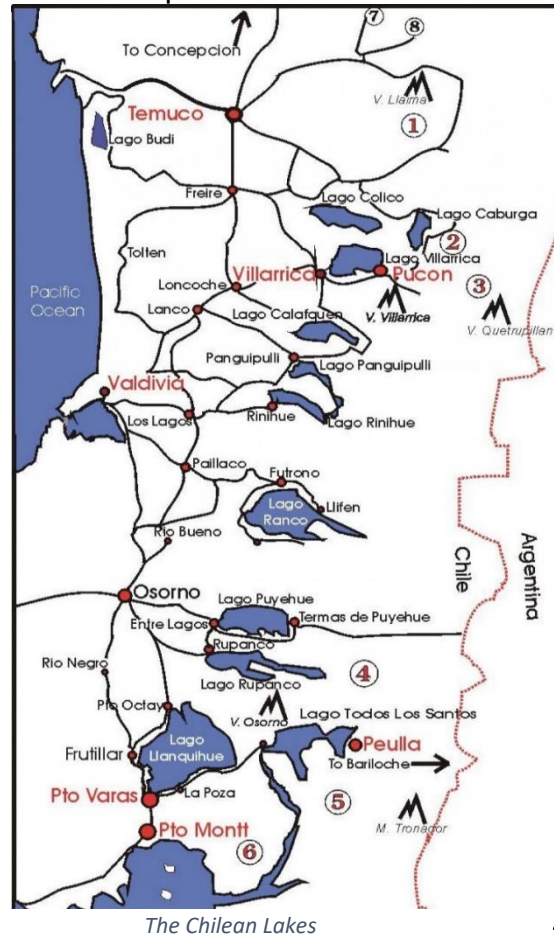 7
8
To Concepcion
V. Llaima
Temuco
1
Lago Budi
Freire
Lago Colico
Lago Caburga
2
Tolten
Lago Villarrica
Villarrica
Pucon
3
Pacific
Ocean
Loncoche
Lanco
Lago Calafquen
V. Villarrica
V. Quetrupillan
Panguipulli
Lago Panguipulli
Valdivia
Los Lagos
Rinihue
Lago Rinihue
Paillaco
Futrono
Lago
Ranco
Llifen
Rio Bueno
Chile
Argentina
Osorno
Lago Puyehue
Entre Lagos
Termas de Puyehue
Rupanco
Rio Negro
Lago Rupanco
4
Pto Octay
V. Osorno
Lago Todos Los Santos
Frutillar
Lago
Llanquihue
Peulla
To Bariloche
Pto Varas
La Poza
5
M. Tronador
Pto Montt
6
The Chilean Lakes